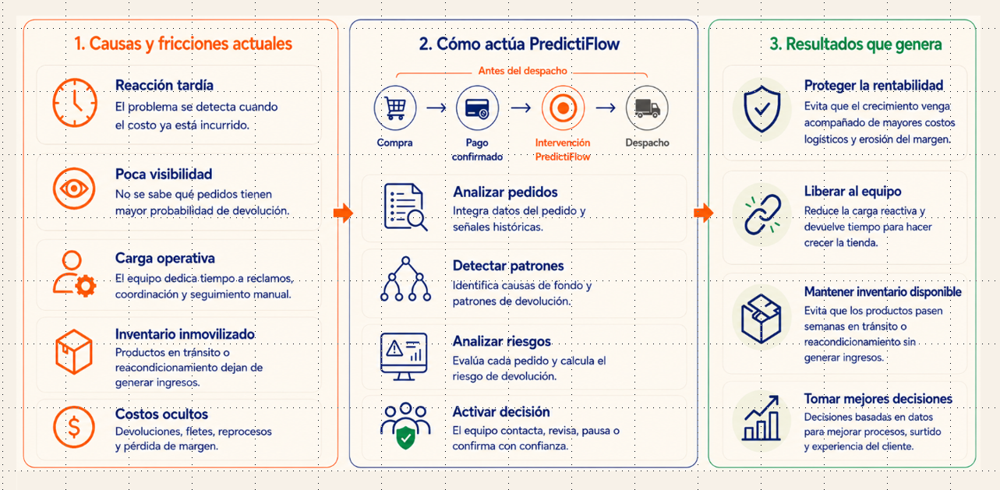 1. Causas y fricciones actuales
Reacción tardía
El problema se detecta cuando
el costo ya está incurrido.
Poca visibilidad
No se sabe qué pedidos tienen
mayor probabilidad de devolución.
Carga operativa
El equipo dedica tiempo a reclamos,
coordinación y seguimiento manual.
Inventario inmovilizado
Productos en tránsito o
reacondicionamiento dejan de
generar ingresos.
$
Costos ocultos
Devoluciones, fletes, reprocesos
y pérdida de margen.
2. Cómo actúa PredictiFlow
Antes del despacho
Compra
Pago
confirmado
Intervención
PredictiFlow
Despacho
Analizar pedidos
Integra datos del pedido y
señales históricas.
Detectar patrones
Identifica causas de fondo y
patrones de devolución.
Analizar riesgos
Evalúa cada pedido y calcula el
riesgo de devolución.
Activar decisión
El equipo contacta, revisa, pausa o
confirma con confianza.
3. Resultados que genera
Proteger la rentabilidad
Evita que el crecimiento venga
acompañado de mayores costos
logísticos y erosión del margen.
Liberar al equipo
Reduce la carga reactiva y
devuelve tiempo para hacer
crecer la tienda.
Mantener inventario disponible
Evita que los productos pasen
semanas en tránsito o
reacondicionamiento sin
generar ingresos.
Tomar mejores decisiones
Decisiones basadas en datos
para mejorar procesos, surtido
y experiencia del cliente.